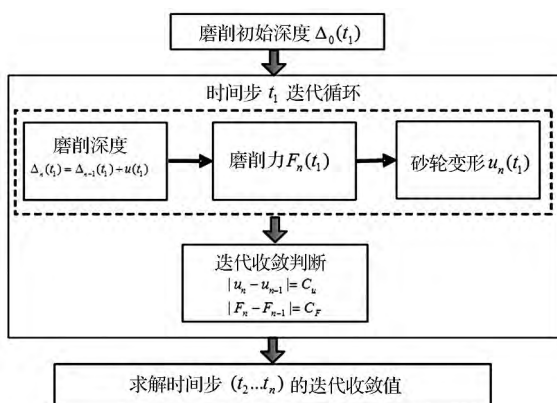 磨削初始深度 Δ₀(t₁)
时间步 t₁ 迭代循环
磨削深度
Δₙ(t₁) = Δₙ₋₁(t₁) + u(t₁)
磨削力 Fₙ(t₁)
砂轮变形 uₙ(t₁)
迭代收敛判断
| uₙ − uₙ₋₁ |= Cᵤ
| Fₙ − Fₙ₋₁ |= C_F
求解时间步 (t₂...tₙ) 的迭代收敛值